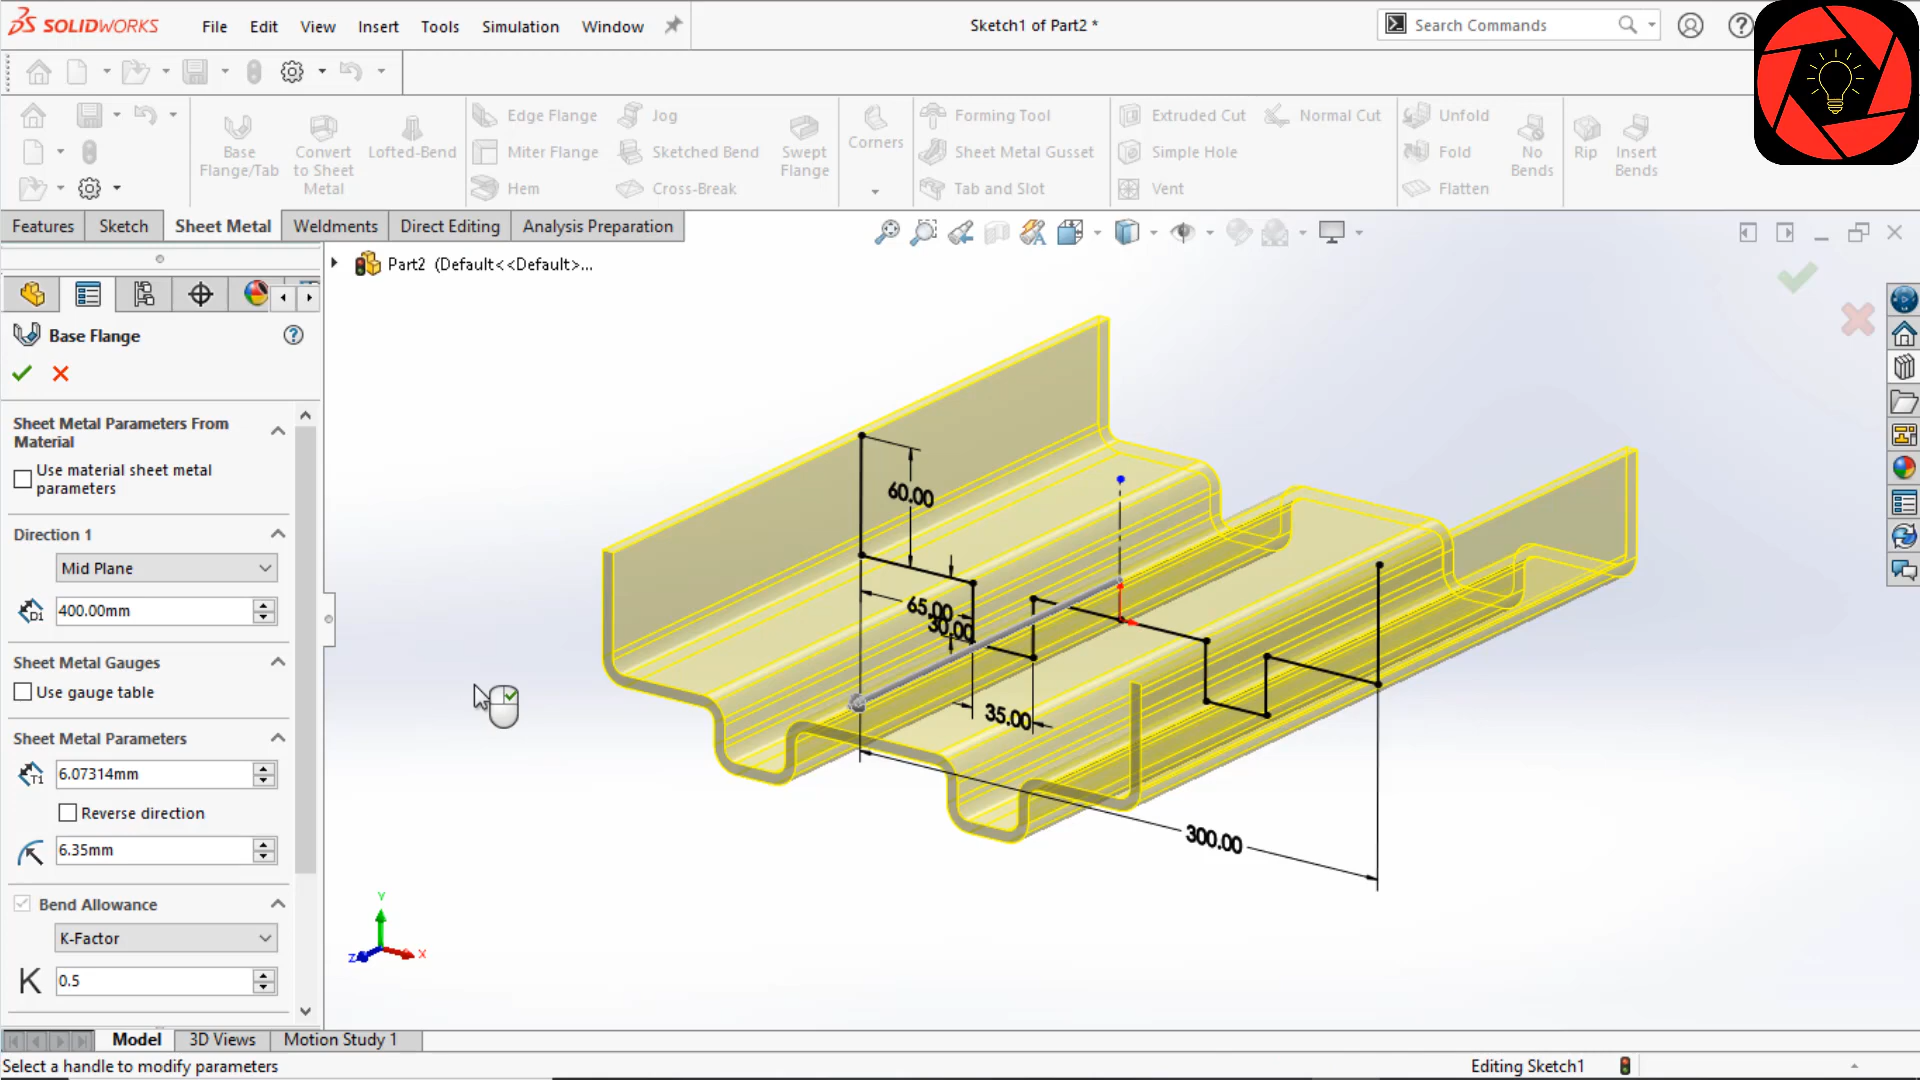 SOLIDWORKS File Edit View Insert Tools Simulation Window Sketch1 of Part2 * Search Commands
Edge Flange Jog Forming Tool Extruded Cut Normal Cut Unfold
Base Flange/Tab Convert to Sheet Metal Lofted-Bend Miter Flange Sketched Bend Swept Flange Corners Sheet Metal Gusset Simple Hole Fold No Bends Rip Insert Bends
Hem Cross-Break Tab and Slot Vent Flatten
Features Sketch Sheet Metal Weldments Direct Editing Analysis Preparation
Part2 (Default<<Default>...
Base Flange
Sheet Metal Parameters From
Material
Use material sheet metal
parameters
Direction 1
Mid Plane
D1 400.00mm
Sheet Metal Gauges
Use gauge table
Sheet Metal Parameters
T1 6.07314mm
Reverse direction
6.35mm
Bend Allowance
K-Factor
K 0.5
60.00
65.00
30.00
35.00
300.00
Y
Z X
Model 3D Views Motion Study 1
Select a handle to modify parameters Editing Sketch1